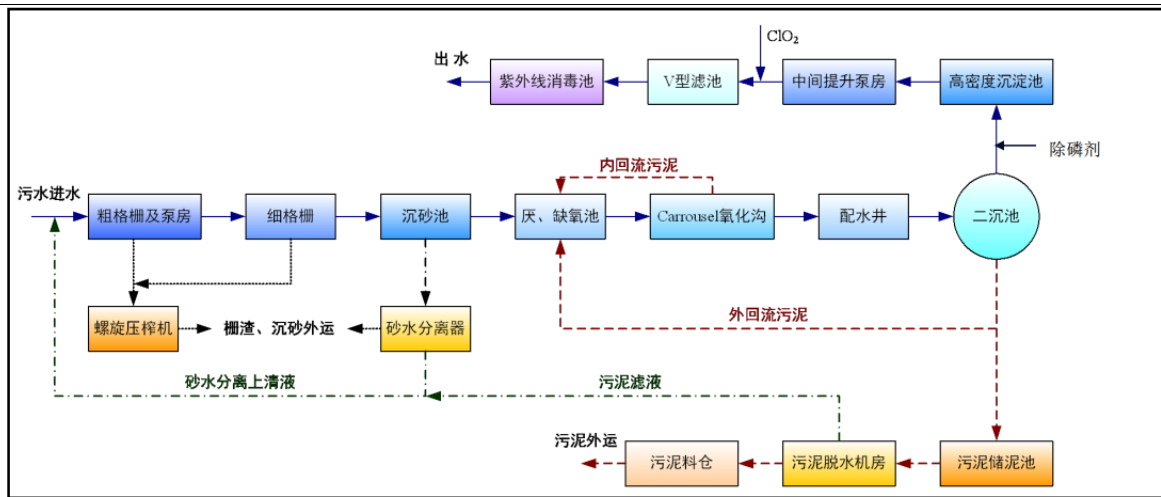 ClO₂
出 水
紫外线消毒池
V型滤池
中间提升泵房
高密度沉淀池
除磷剂
内回流污泥
污水进水
粗格栅及泵房
细格栅
沉砂池
厌、缺氧池
Carrousel氧化沟
配水井
二沉池
外回流污泥
螺旋压榨机
栅渣、沉砂外运
砂水分离器
砂水分离上清液
污泥滤液
污泥外运
污泥料仓
污泥脱水机房
污泥储泥池